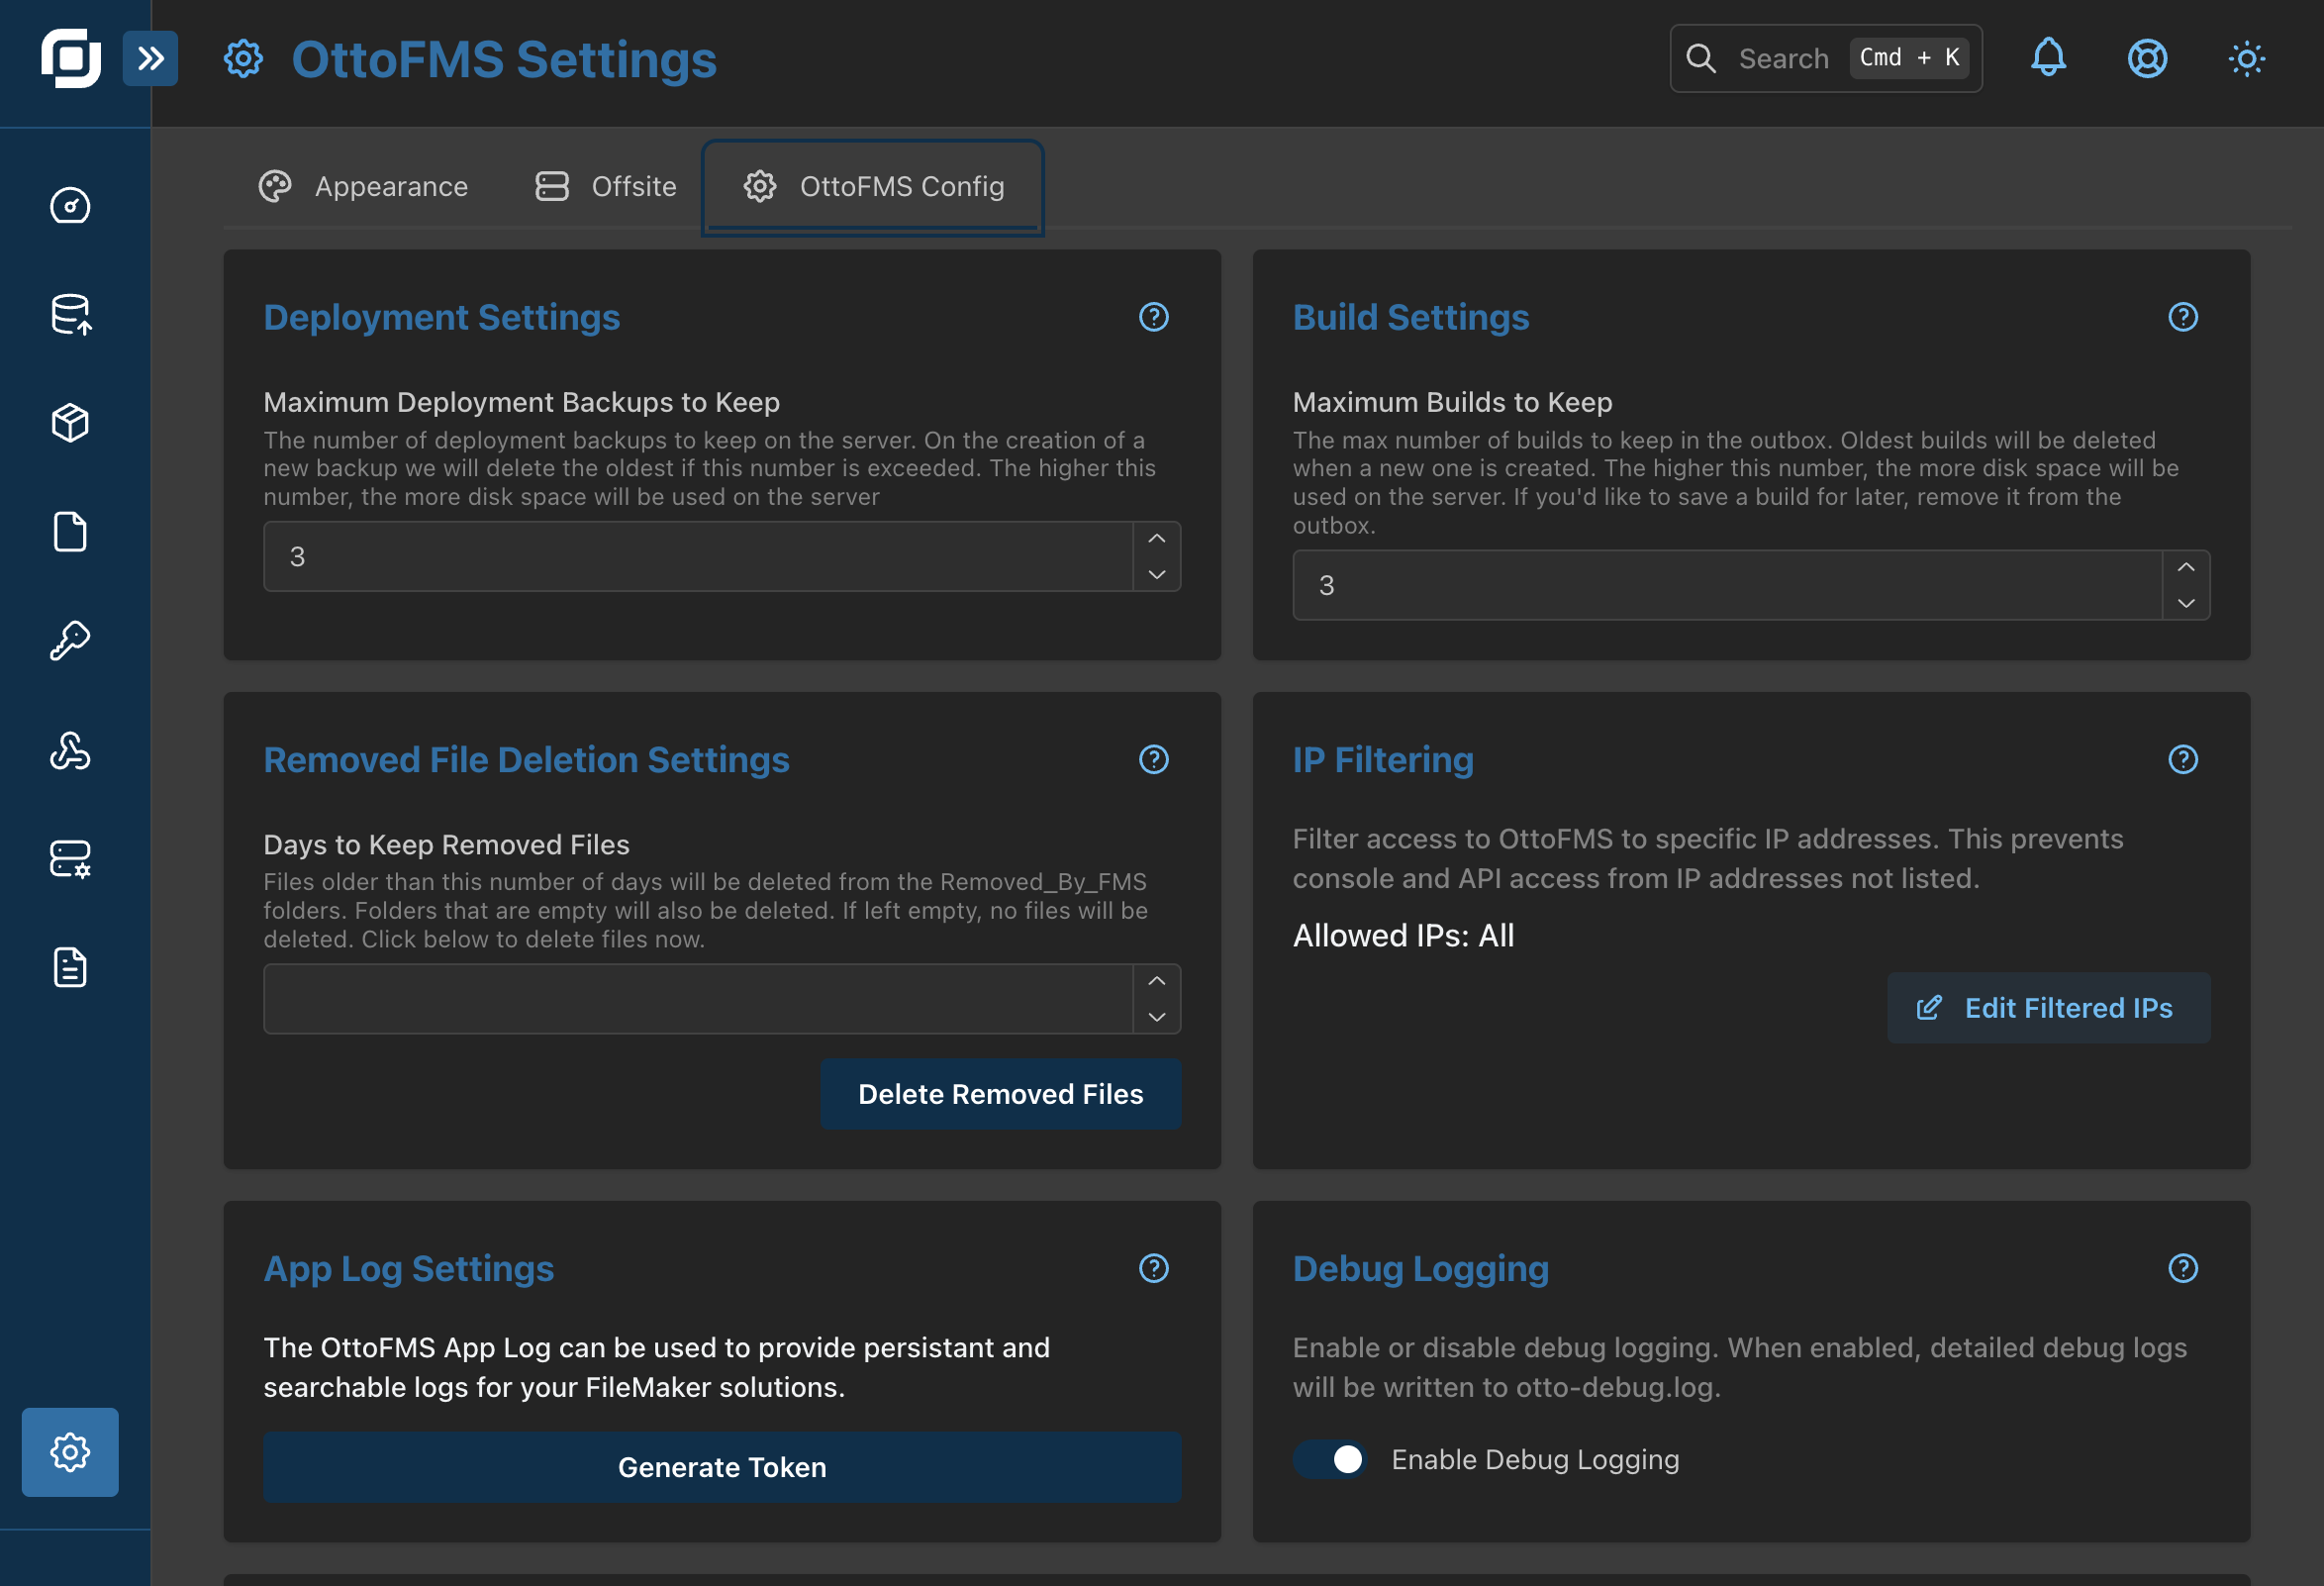 OttoFMS Settings
Search
Cmd + K
Appearance
Offsite
OttoFMS Config
Deployment Settings
Maximum Deployment Backups to Keep
The number of deployment backups to keep on the server. On the creation of a
new backup we will delete the oldest if this number is exceeded. The higher this
number, the more disk space will be used on the server
3
Build Settings
Maximum Builds to Keep
The max number of builds to keep in the outbox. Oldest builds will be deleted
when a new one is created. The higher this number, the more disk space will be
used on the server. If you'd like to save a build for later, remove it from the
outbox.
3
Removed File Deletion Settings
Days to Keep Removed Files
Files older than this number of days will be deleted from the Removed_By_FMS
folders. Folders that are empty will also be deleted. If left empty, no files will be
deleted. Click below to delete files now.
Delete Removed Files
IP Filtering
Filter access to OttoFMS to specific IP addresses. This prevents
console and API access from IP addresses not listed.
Allowed IPs: All
Edit Filtered IPs
App Log Settings
The OttoFMS App Log can be used to provide persistant and
searchable logs for your FileMaker solutions.
Generate Token
Debug Logging
Enable or disable debug logging. When enabled, detailed debug logs
will be written to otto-debug.log.
Enable Debug Logging